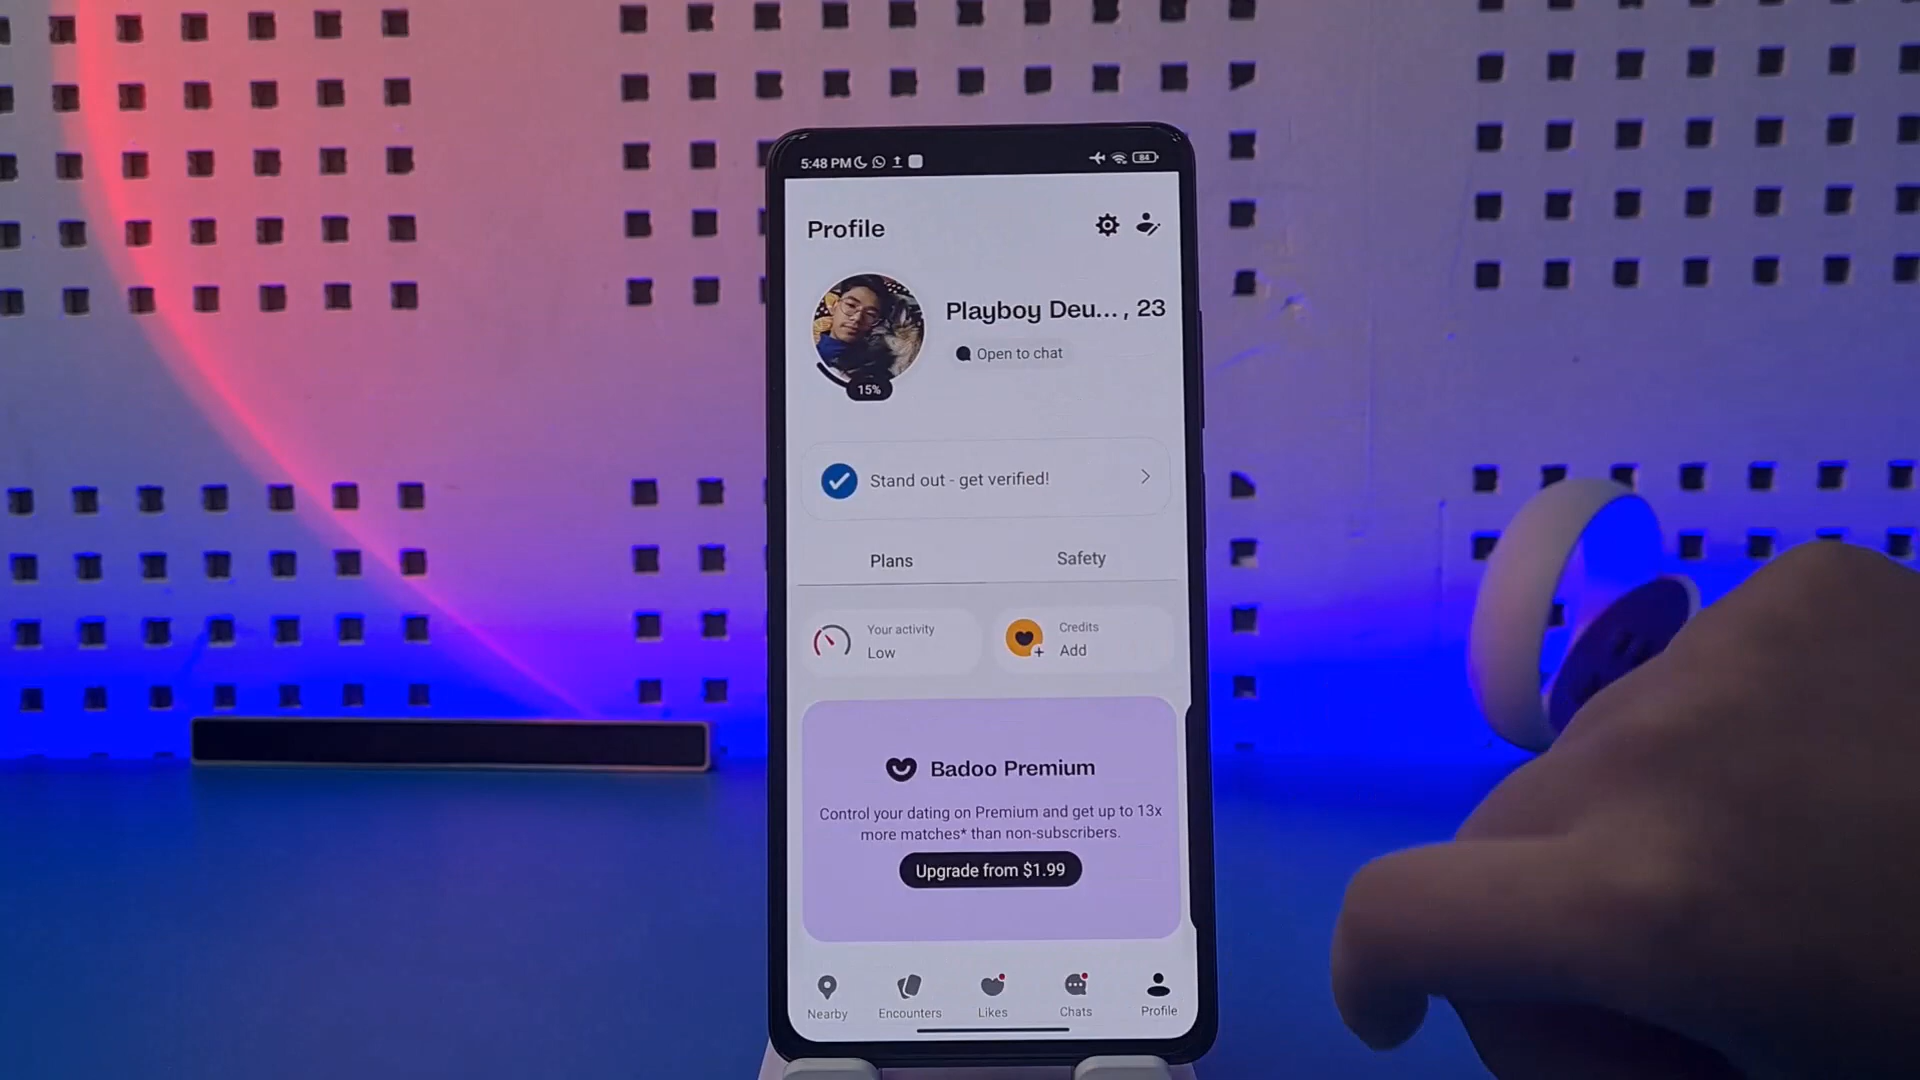 5:48 PM
84
Profile
Playboy Deu... , 23
Open to chat
15%
Stand out - get verified!
Plans
Safety
Your activity
Low
Credits
Add
Badoo Premium
Control your dating on Premium and get up to 13x
more matches* than non-subscribers.
Upgrade from $1.99
Nearby
Encounters
Likes
Chats
Profile